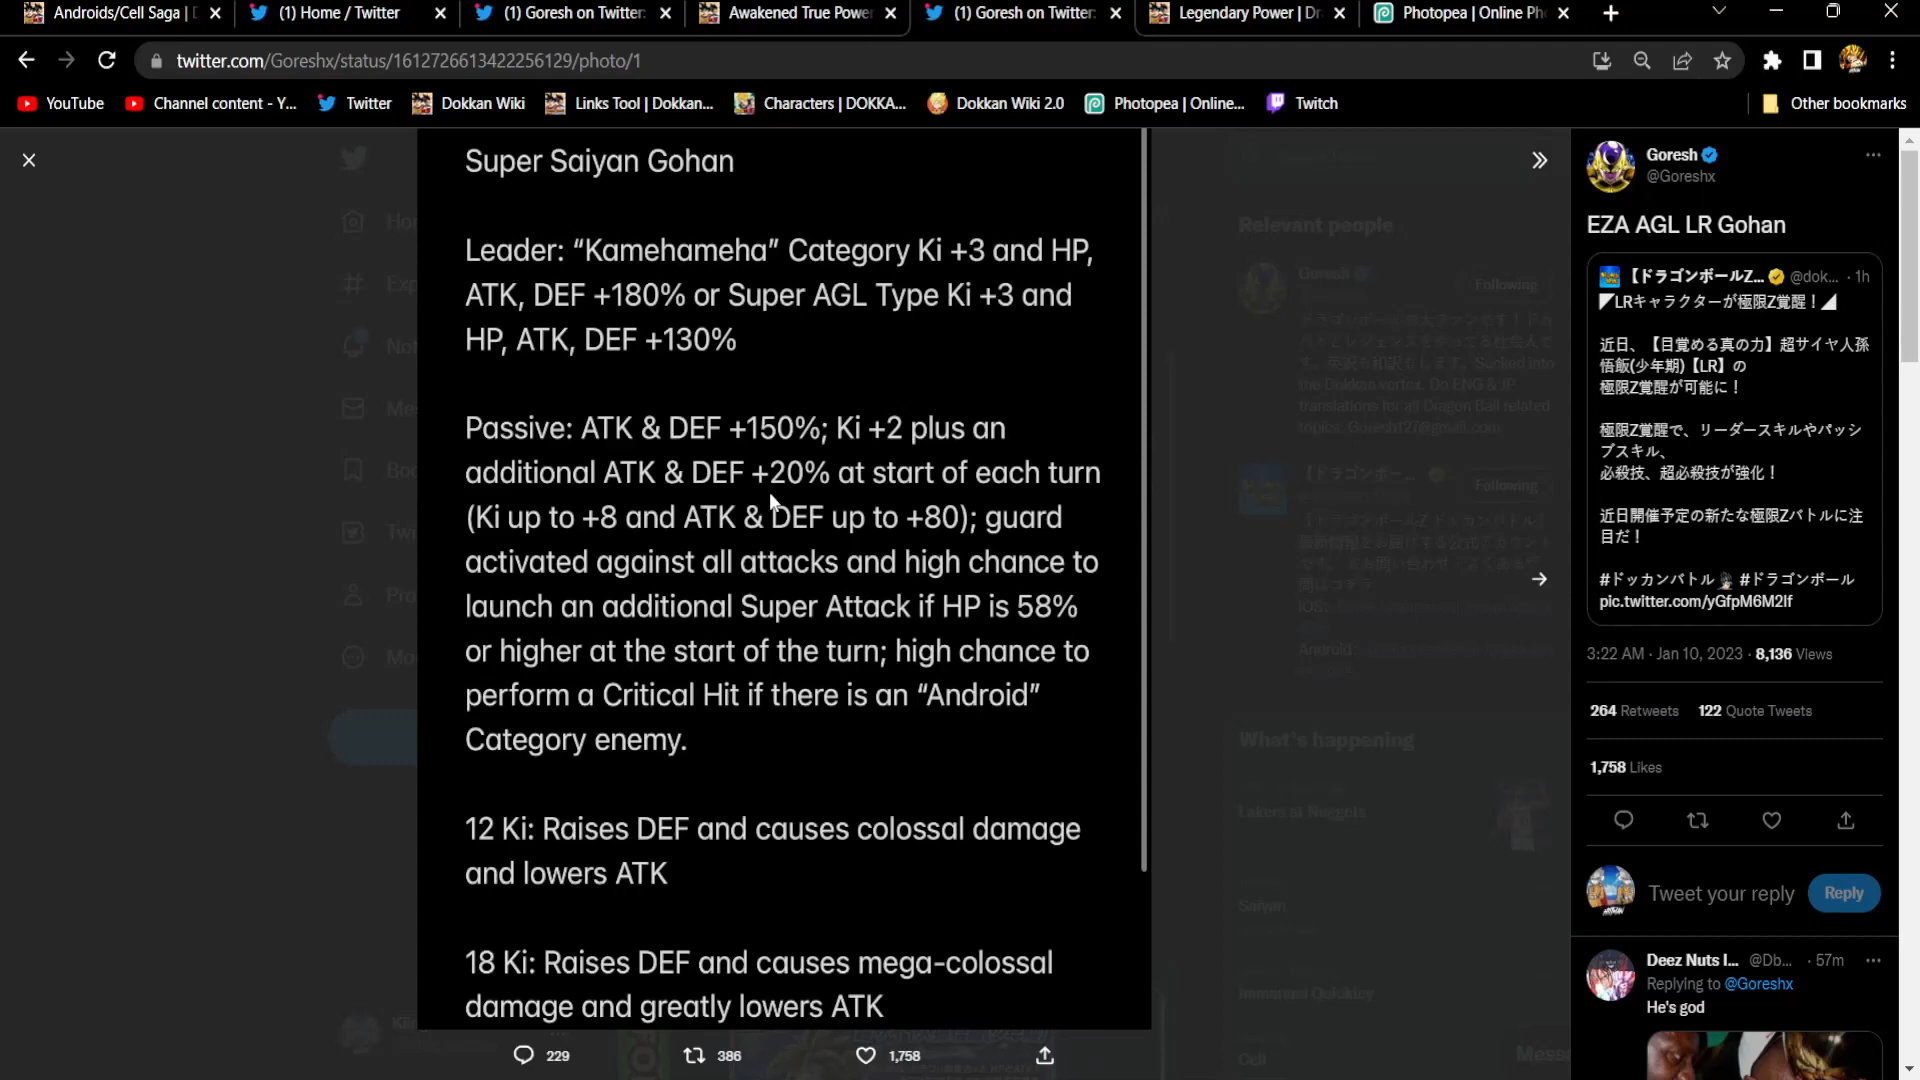 Androids/Cell Saga |
(1) Home / Twitter
(1) Goresh on Twitter:
Awakened True Power
(1) Goresh on Twitter:
Legendary Power | Dr
Photopea | Online Ph
twitter.com/Goreshx/status/1612726613422256129/photo/1
YouTube
Channel content - Y...
Twitter
Dokkan Wiki
Links Tool | Dokkan...
Characters | DOKKA...
Dokkan Wiki 2.0
Photopea | Online...
Twitch
Other bookmarks
Super Saiyan Gohan
Leader: “Kamehameha” Category Ki +3 and HP,
ATK, DEF +180% or Super AGL Type Ki +3 and
HP, ATK, DEF +130%
Passive: ATK & DEF +150%; Ki +2 plus an
additional ATK & DEF +20% at start of each turn
(Ki up to +8 and ATK & DEF up to +80); guard
activated against all attacks and high chance to
launch an additional Super Attack if HP is 58%
or higher at the start of the turn; high chance to
perform a Critical Hit if there is an “Android”
Category enemy.
12 Ki: Raises DEF and causes colossal damage
and lowers ATK
18 Ki: Raises DEF and causes mega-colossal
damage and greatly lowers ATK
229
386
1,758
Relevant people
Goresh
Following
Following
What's happening
Lakers at Nuggets
Saiyan
Immanuel Quickley
Cell
Goresh
@Goreshx
EZA AGL LR Gohan
【ドラゴンボールZ... @dok... · 1h
◤LRキャラクターが極限Z覚醒！◢
近日、【目覚める真の力】超サイヤ人孫
悟飯(少年期)【LR】の
極限Z覚醒が可能に！
極限Z覚醒で、リーダースキルやパッシ
ブスキル、
必殺技、超必殺技が強化！
近日開催予定の新たな極限Zバトルに注
目だ！
#ドッカンバトル #ドラゴンボール
pic.twitter.com/yGfpM6M2lf
3:22 AM · Jan 10, 2023 · 8,136 Views
264 Retweets 122 Quote Tweets
1,758 Likes
Tweet your reply
Reply
Deez Nuts I... @Db... · 57m
Replying to @Goreshx
He's god